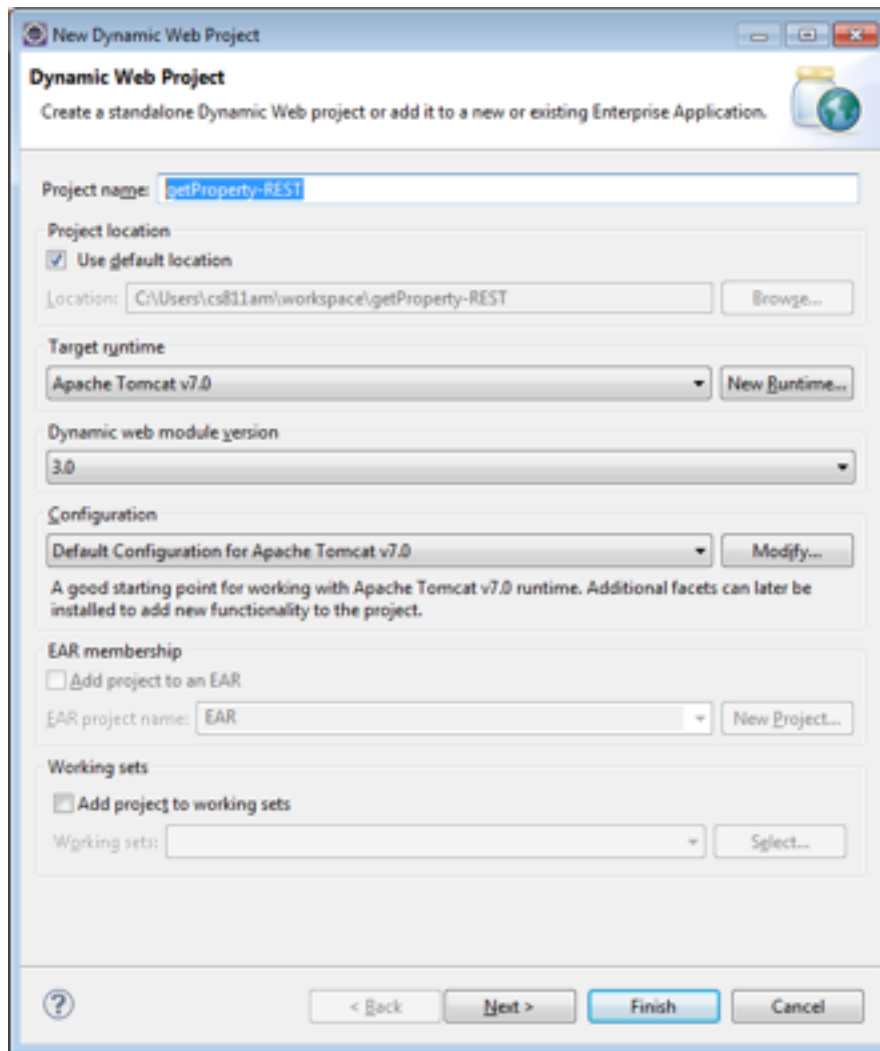 New Dynamic Web Project
Dynamic Web Project
Create a standalone Dynamic Web project or add it to a new or existing Enterprise Application.
Project name: getProperty-REST
Project location
Use default location
Location: C:\Users\cs811am\workspace\getProperty-REST Browse...
Target runtime
Apache Tomcat v7.0 New Runtime...
Dynamic web module version
3.0
Configuration
Default Configuration for Apache Tomcat v7.0 Modify...
A good starting point for working with Apache Tomcat v7.0 runtime. Additional facets can later be
installed to add new functionality to the project.
EAR membership
Add project to an EAR
EAR project name: EAR New Project...
Working sets
Add project to working sets
Working sets: Select...
? < Back Next > Finish Cancel